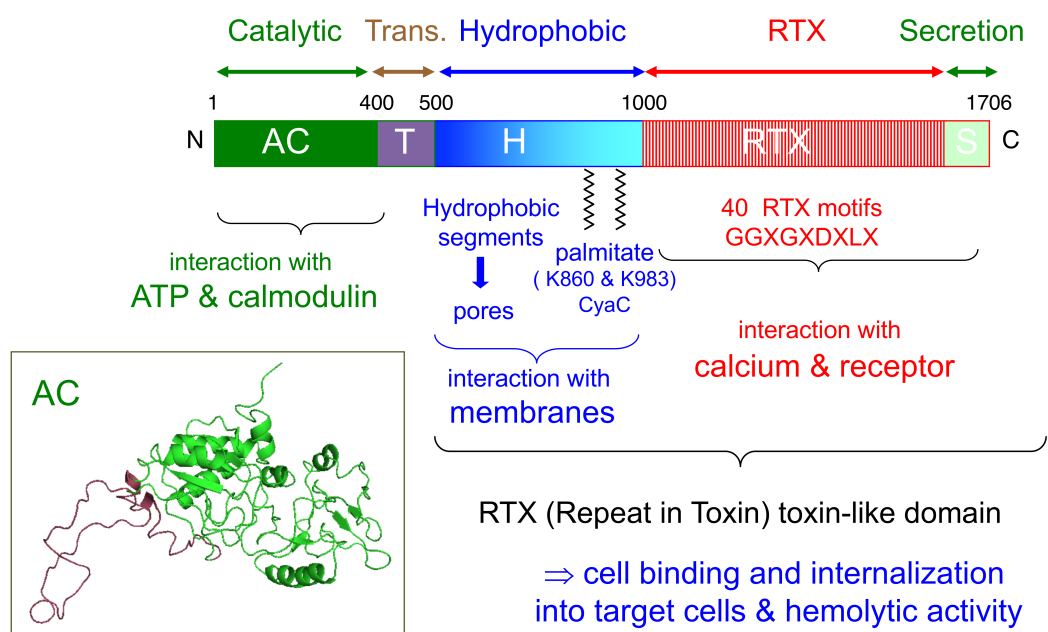 Catalytic Trans. Hydrophobic RTX Secretion
1 400 500 1000 1706
N AC T H RTX S C
Hydrophobic
segments
pores
palmitate
( K860 & K983)
CyaC
40 RTX motifs
GGXGXDXLX
interaction with
ATP & calmodulin
interaction with
membranes
interaction with
calcium & receptor
AC
RTX (Repeat in Toxin) toxin-like domain
⇒ cell binding and internalization
into target cells & hemolytic activity